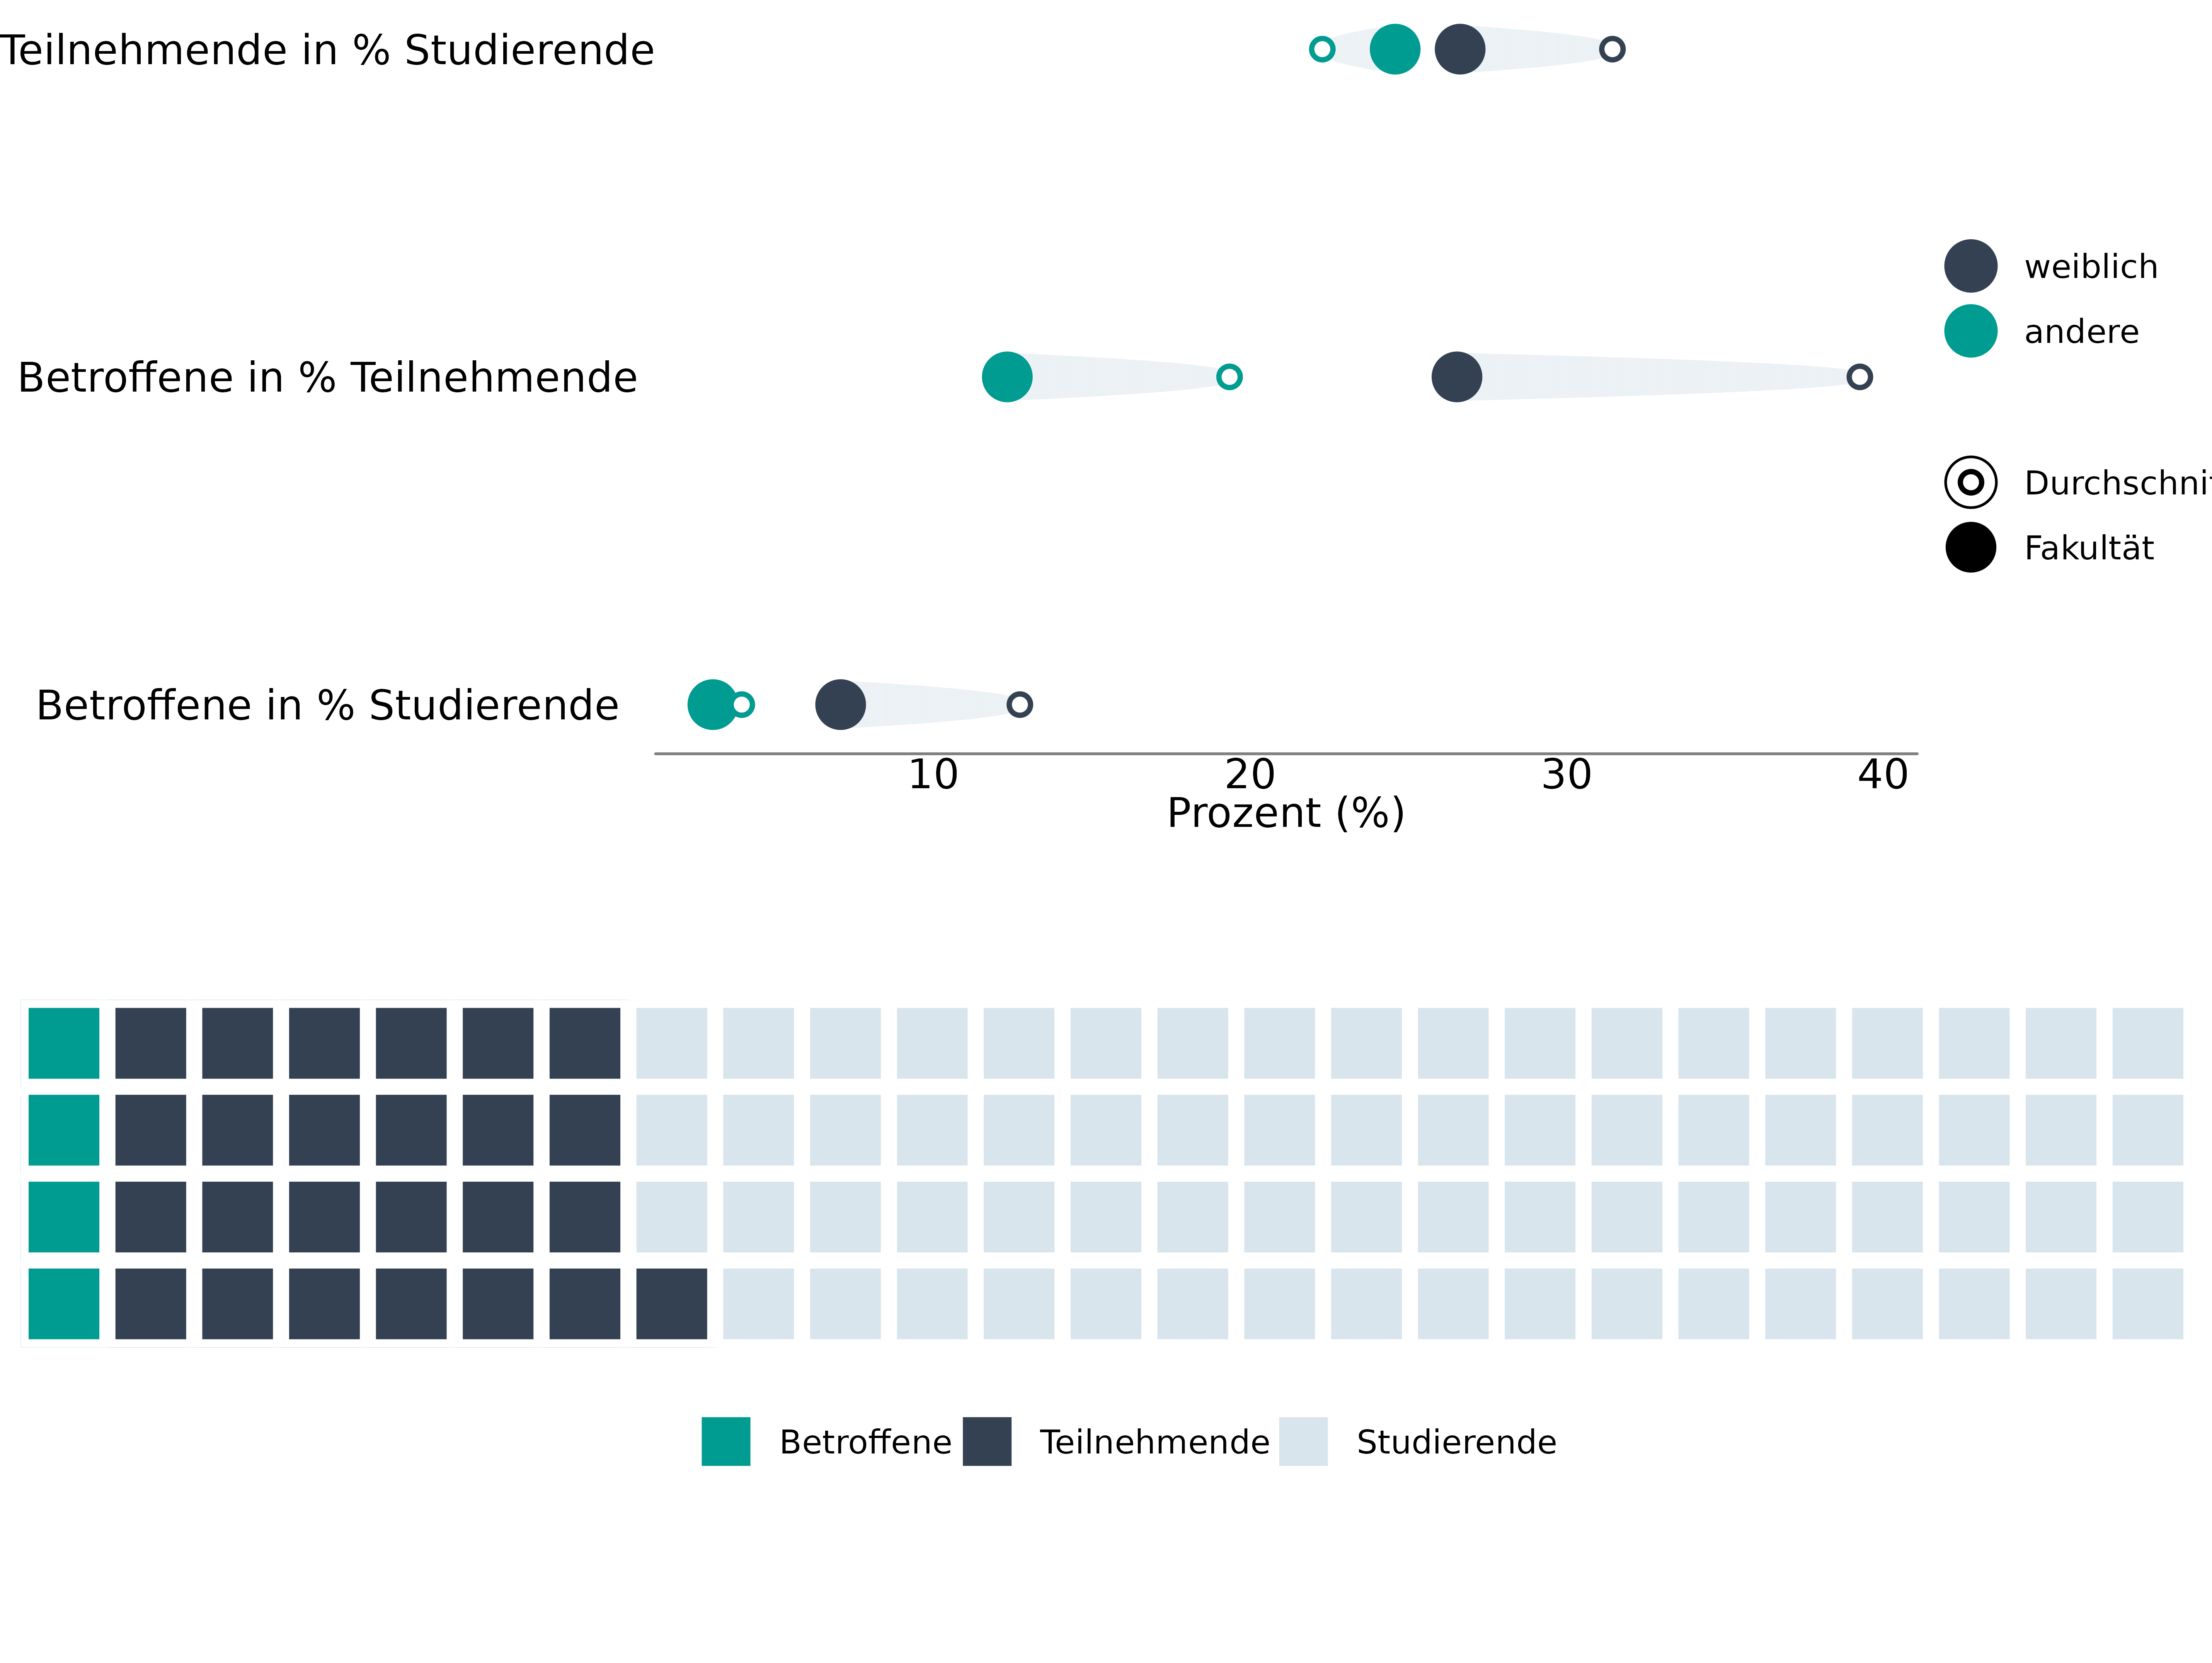 Teilnehmende in % Studierende
weiblich
andere
Betroffene in % Teilnehmende
Durchschni
Fakultät
Betroffene in % Studierende
10 20 30 40
Prozent (%)
Betroffene Teilnehmende Studierende